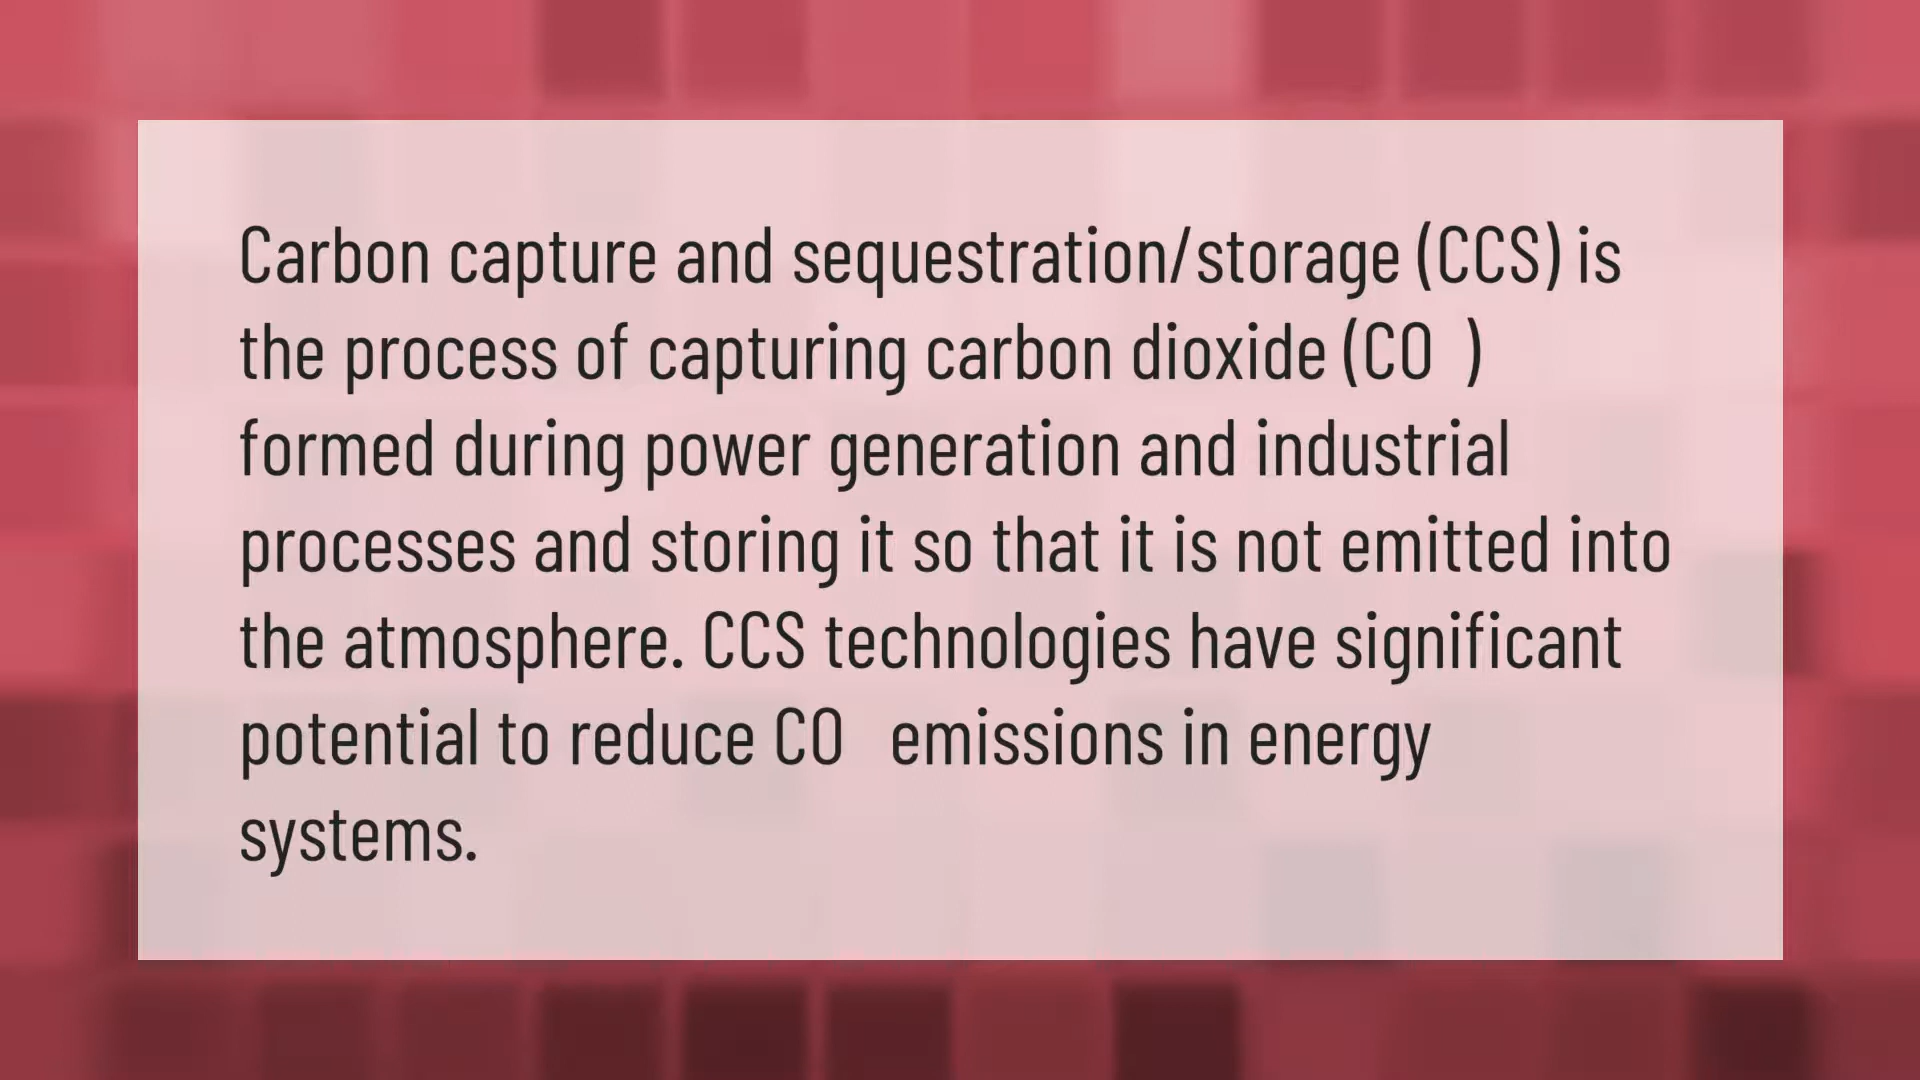 Carbon capture and sequestration/storage (CCS) is
the process of capturing carbon dioxide (CO  )
formed during power generation and industrial
processes and storing it so that it is not emitted into
the atmosphere. CCS technologies have significant
potential to reduce CO   emissions in energy
systems.